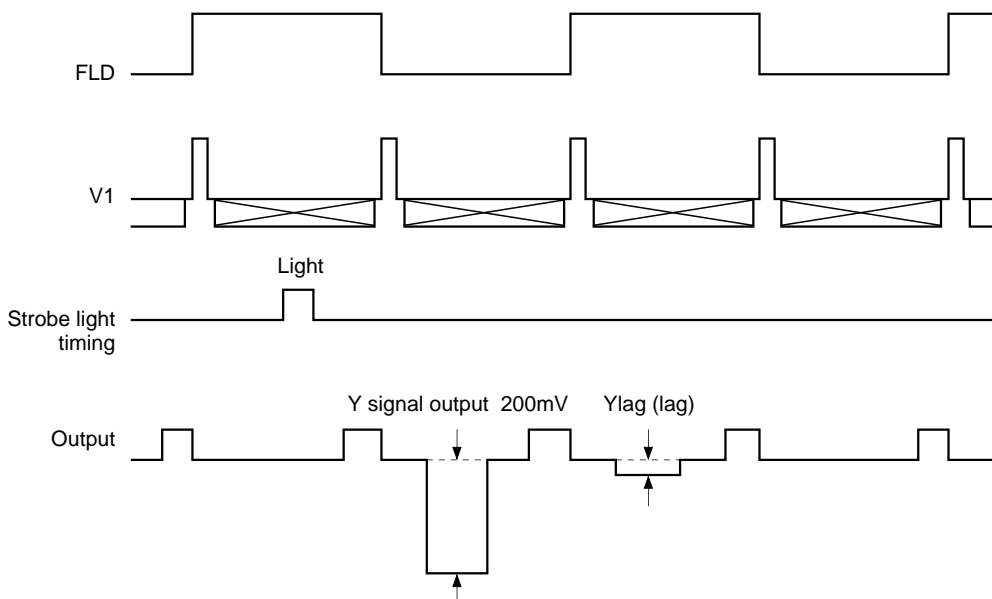 FLD
V1
Light
Strobe light
timing
Y signal output 200mV
Ylag (lag)
Output